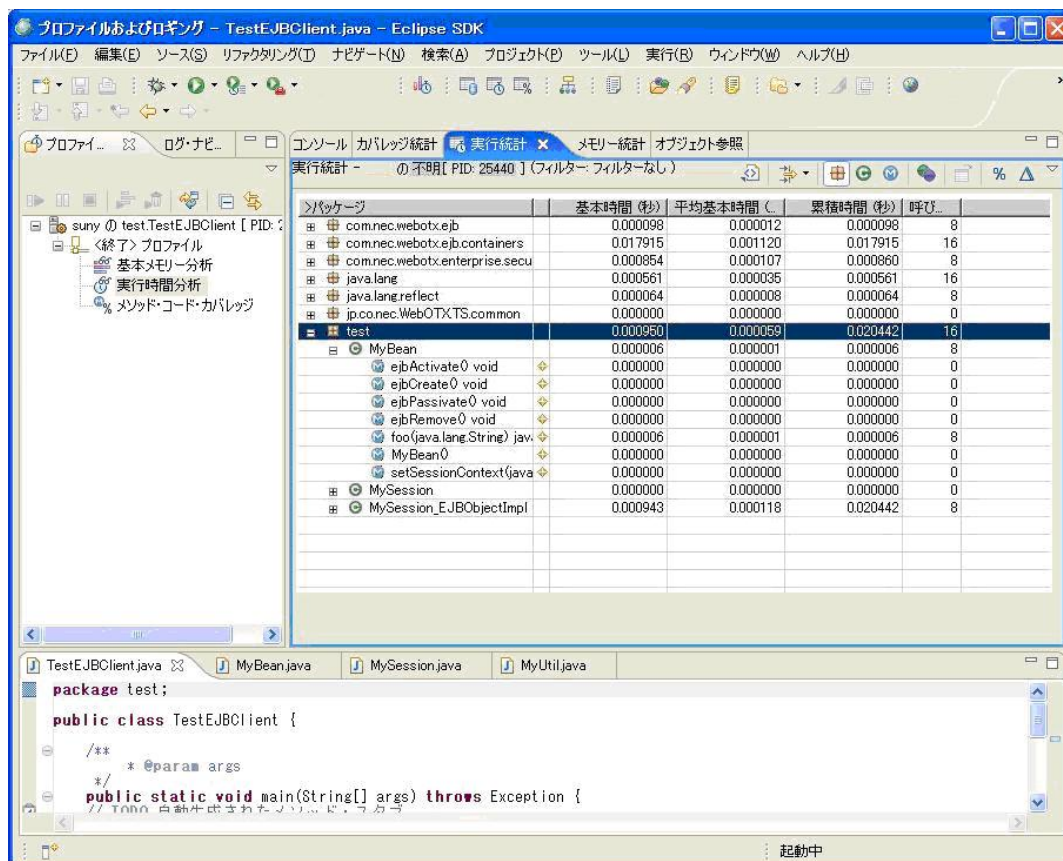 プロファイルおよびロギング - TestEJBClient.java - Eclipse SDK
ファイル(F) 編集(E) ソース(S) リファクタリング(T) ナビゲート(N) 検索(A) プロジェクト(P) ツール(L) 実行(R) ウィンドウ(W) ヘルプ(H)
プロファイ... ログ・ナビ...
suny の test.TestEJBClient [ PID: 2
<終了> プロファイル
基本メモリー分析
実行時間分析
メソッド・コード・カバレッジ
コンソール カバレッジ統計 実行統計 メモリー統計 オブジェクト参照
実行統計 - の 不明[ PID: 25440 ] (フィルター: フィルターなし)
>パッケージ 基本時間 (秒) 平均基本時間 (... 累積時間 (秒) 呼び...
com.nec.webotx.ejb 0.000098 0.000012 0.000098 8
com.nec.webotx.ejb.containers 0.017915 0.001120 0.017915 16
com.nec.webotx.enterprise.secu 0.000854 0.000107 0.000860 8
java.lang 0.000561 0.000035 0.000561 16
java.lang.reflect 0.000064 0.000008 0.000064 8
jp.co.nec.WebOTX.TS.common 0.000000 0.000000 0.000000 0
test 0.000950 0.000059 0.020442 16
MyBean 0.000006 0.000001 0.000006 8
ejbActivate() void 0.000000 0.000000 0.000000 0
ejbCreate() void 0.000000 0.000000 0.000000 0
ejbPassivate() void 0.000000 0.000000 0.000000 0
ejbRemove() void 0.000000 0.000000 0.000000 0
foo(java.lang.String) jav 0.000006 0.000001 0.000006 8
MyBean() 0.000000 0.000000 0.000000 0
setSessionContext(java 0.000000 0.000000 0.000000 0
MySession 0.000000 0.000000 0.000000 0
MySession_EJBObjectImpl 0.000943 0.000118 0.020442 8
TestEJBClient.java MyBean.java MySession.java MyUtil.java
package test;
public class TestEJBClient {
/**
* @param args
*/
public static void main(String[] args) throws Exception {
// TODO 自動生成されたメソッド・スタブ
起動中